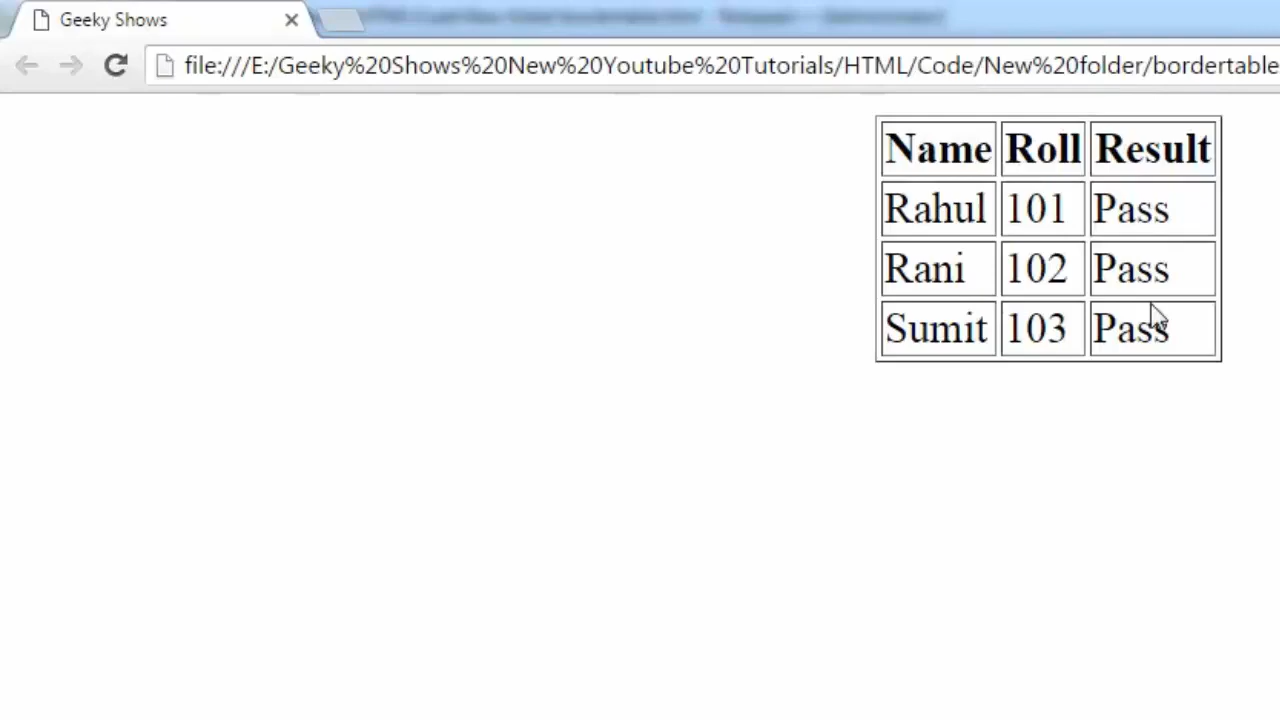 Geeky Shows
file:///E:/Geeky%20Shows%20New%20Youtube%20Tutorials/HTML/Code/New%20folder/bordertable
Name Roll Result
Rahul 101 Pass
Rani 102 Pass
Sumit 103 Pass